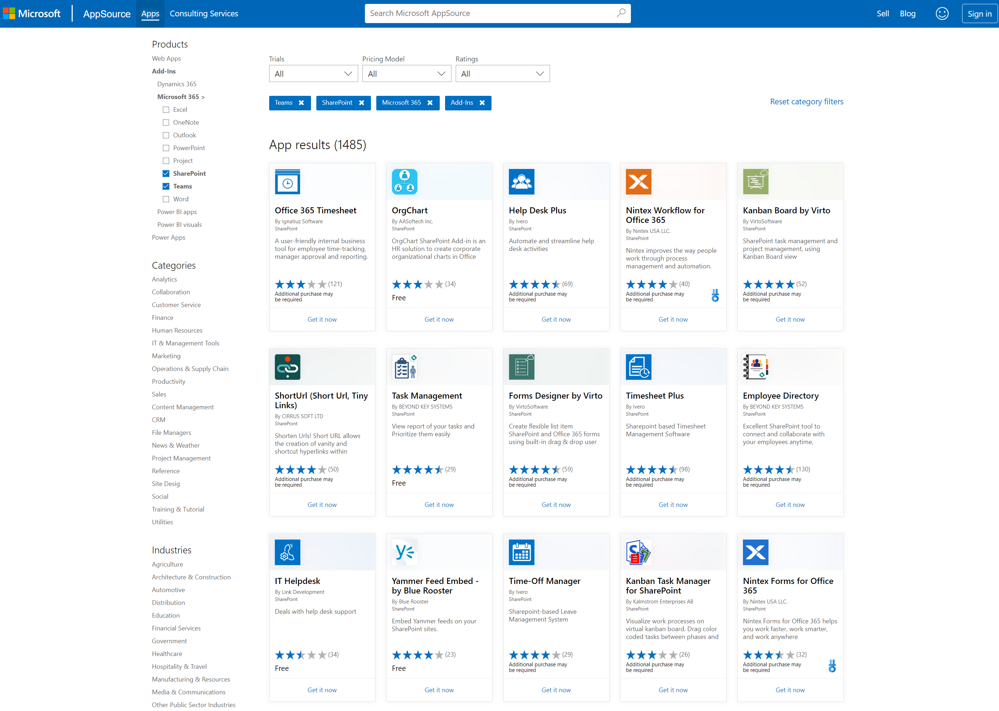 Microsoft AppSource Apps Consulting Services Search Microsoft AppSource Sell Blog Sign in
Products
Web Apps
Add-Ins
Dynamics 365
Microsoft 365 >
Excel
OneNote
Outlook
PowerPoint
Project
SharePoint
Teams
Word
Power BI apps
Power BI visuals
Power Apps
Categories
Analytics
Collaboration
Customer Service
Finance
Human Resources
IT & Management Tools
Marketing
Operations & Supply Chain
Productivity
Sales
Content Management
CRM
File Managers
News & Weather
Project Management
Reference
Site Desig
Social
Training & Tutorial
Utilities
Industries
Agriculture
Architecture & Construction
Automotive
Distribution
Education
Financial Services
Government
Healthcare
Hospitality & Travel
Manufacturing & Resources
Media & Communications
Other Public Sector Industries
Trials
All
Pricing Model
All
Ratings
All
Teams
SharePoint
Microsoft 365
Add-Ins
Reset category filters
App results (1485)
Office 365 Timesheet
By Ignatiuz Software
SharePoint
A user-friendly internal business
tool for employee time-tracking,
manager approval and reporting.
(121)
Additional purchase may
be required
Get it now
OrgChart
By AASoftech Inc.
SharePoint
OrgChart SharePoint Add-in is an
HR solution to create corporate
organizational charts in Office
(34)
Free
Get it now
Help Desk Plus
By Ivero
SharePoint
Automate and streamline help
desk activities
(69)
Additional purchase may
be required
Get it now
Nintex Workflow for
Office 365
By Nintex USA LLC.
SharePoint
Nintex improves the way people
work through process
management and automation.
(40)
Additional purchase may
be required
Get it now
Kanban Board by Virto
By VirtoSoftware
SharePoint
SharePoint task management and
project management, using
Kanban Board view
(52)
Additional purchase may
be required
Get it now
ShortUrl (Short Url, Tiny
Links)
By CIRRUS SOFT LTD
SharePoint
Shorten Urls! Short URL allows
the creation of vanity and
shortcut hyperlinks within
(50)
Additional purchase may
be required
Get it now
Task Management
By BEYOND KEY SYSTEMS
SharePoint
View report of your tasks and
Prioritize them easily
(29)
Free
Get it now
Forms Designer by Virto
By VirtoSoftware
SharePoint
Create flexible list item
SharePoint and Office 365 forms
using built-in drag & drop user
(59)
Additional purchase may
be required
Get it now
Timesheet Plus
By Ivero
SharePoint
Sharepoint based Timesheet
Management Software
(98)
Additional purchase may
be required
Get it now
Employee Directory
By BEYOND KEY SYSTEMS
SharePoint
Excellent SharePoint tool to
connect and collaborate with
your employees anytime,
(130)
Additional purchase may
be required
Get it now
IT Helpdesk
By Link Development
SharePoint
Deals with help desk support
(34)
Free
Get it now
Yammer Feed Embed -
by Blue Rooster
By Blue Rooster
SharePoint
Embed Yammer feeds on your
SharePoint sites.
(23)
Free
Get it now
Time-Off Manager
By Ivero
SharePoint
Sharepoint-based Leave
Management System
(29)
Additional purchase may
be required
Get it now
Kanban Task Manager
for SharePoint
By Kalmstrom Enterprises AB
SharePoint
Visualize work processes on
virtual kanban board. Drag color
coded tasks between phases and
(26)
Additional purchase may
be required
Get it now
Nintex Forms for Office
365
By Nintex USA LLC.
SharePoint
Nintex Forms for Office 365 helps
you work faster, work smarter,
and work anywhere
(32)
Additional purchase may
be required
Get it now